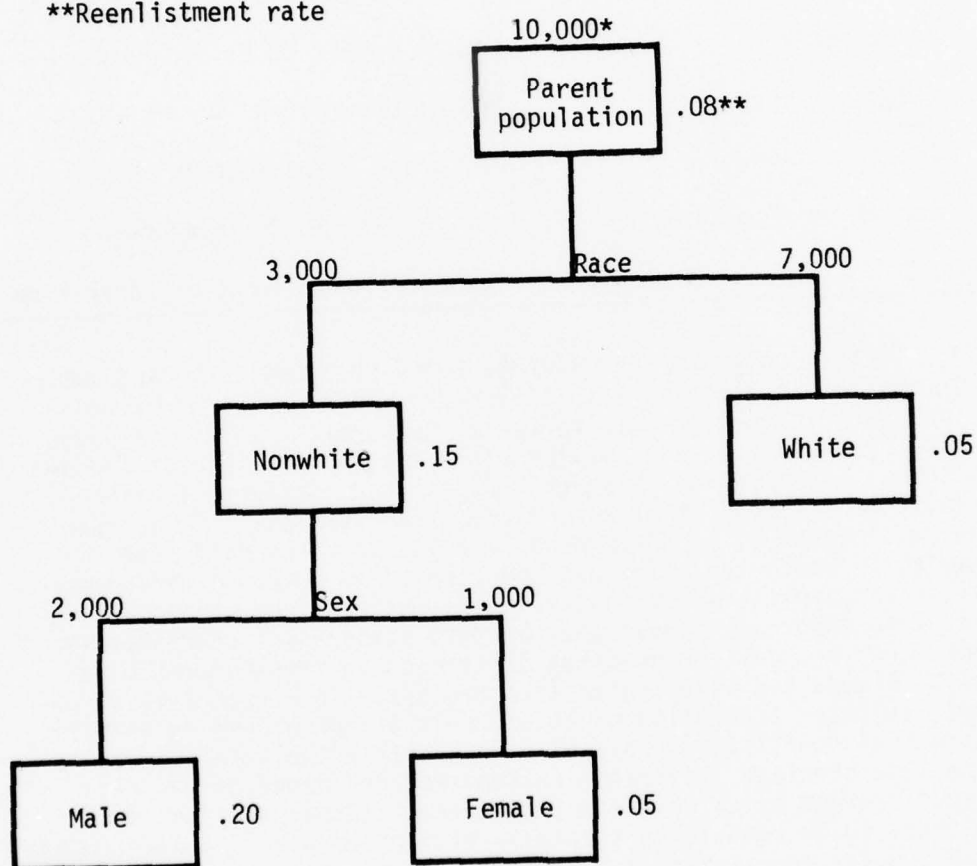 **Reenlistment rate
10,000*
Parent
population
.08**
3,000
Race
7,000
Nonwhite
.15
White
.05
2,000
Sex
1,000
Male
.20
Female
.05